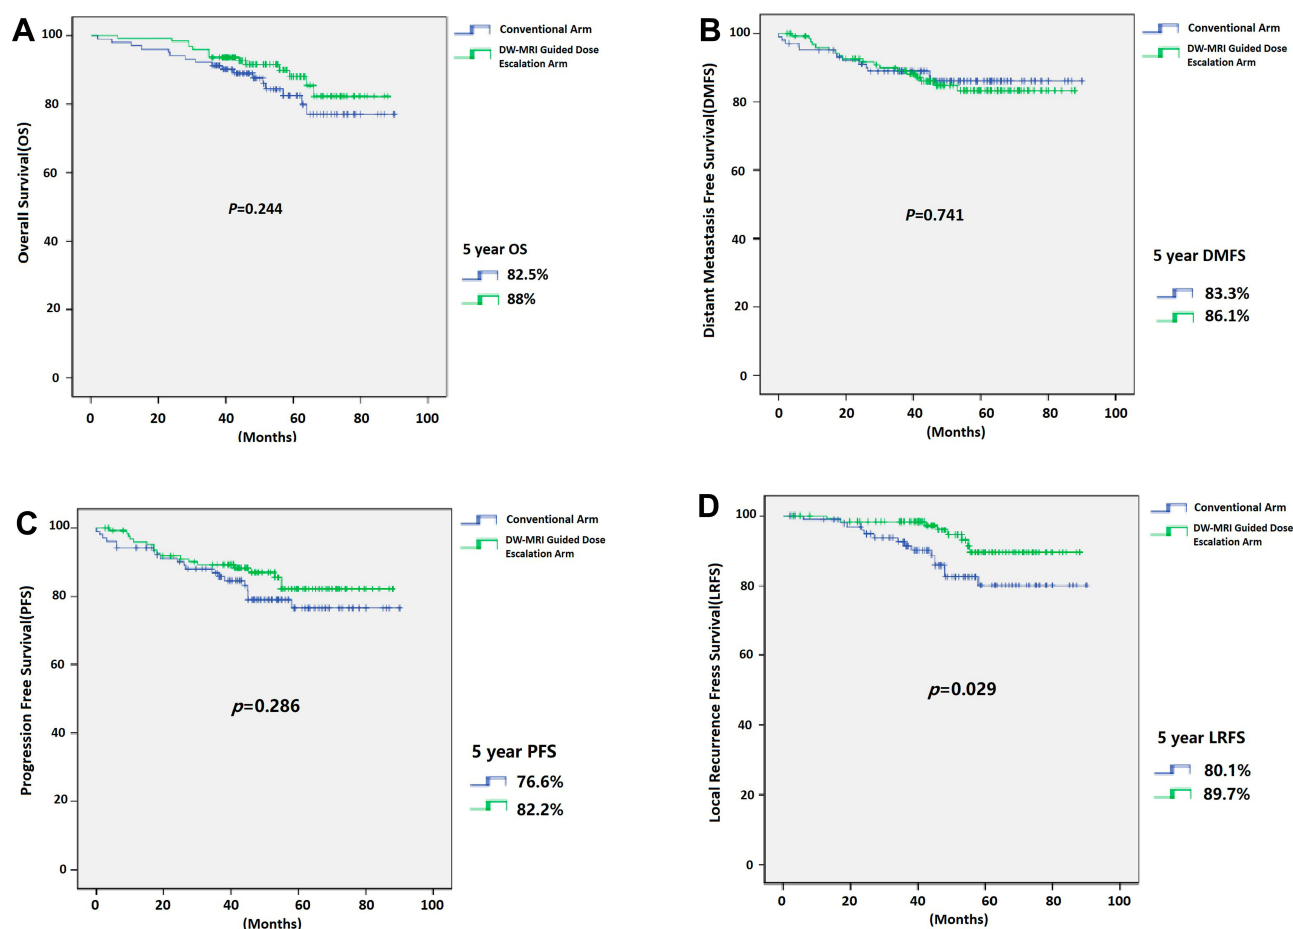 A
Overall Survival(OS)
100
80
60
40
20
0
0 20 40 60 80 100
(Months)
P=0.244
Conventional Arm
DW-MRI Guided Dose
Escalation Arm
5 year OS
82.5%
88%
B
Distant Metastasis Free Survival(DMFS)
100
80
60
40
20
0
0 20 40 60 80 100
(Months)
P=0.741
Conventional Arm
DW-MRI Guided Dose
Escalation Arm
5 year DMFS
83.3%
86.1%
C
Progression Free Survival(PFS)
100
80
60
40
20
0
0 20 40 60 80 100
(Months)
p=0.286
Conventional Arm
DW-MRI Guided Dose
Escalation Arm
5 year PFS
76.6%
82.2%
D
Local Recurrence Fress Survival(LRFS)
100
80
60
40
20
0
0 20 40 60 80 100
(Months)
p=0.029
Conventional Arm
DW-MRI Guided Dose
Escalation Arm
5 year LRFS
80.1%
89.7%